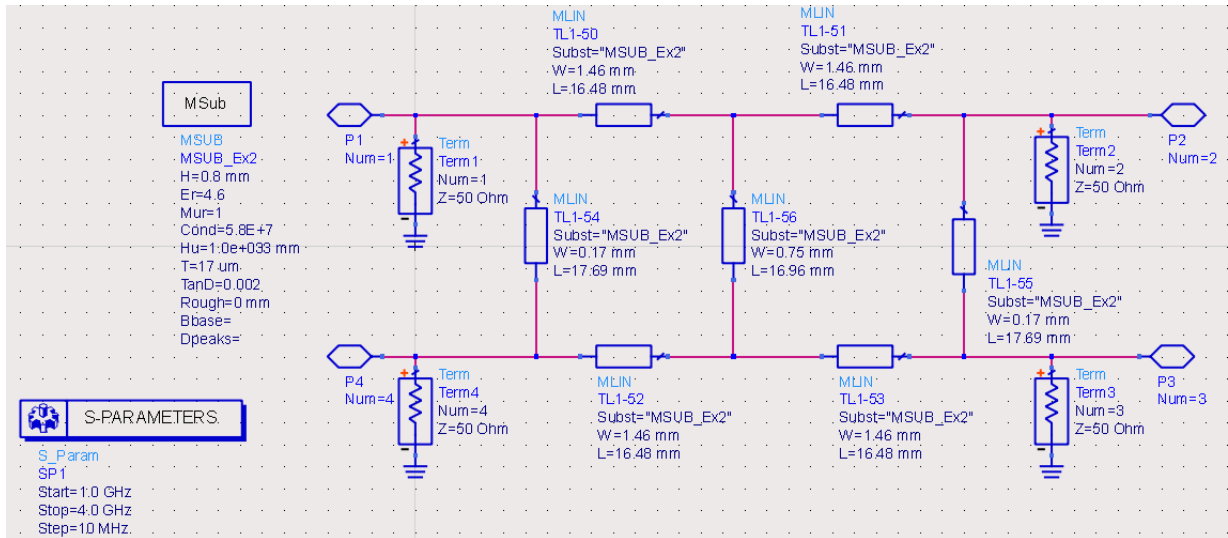 MLIN
TL1-50
Subst="MSUB_Ex2"
W=1.46 mm
L=16.48 mm
MLIN
TL1-51
Subst="MSUB_Ex2"
W=1.46 mm
L=16.48 mm
MSub
MSUB
MSUB_Ex2
H=0.8 mm
Er=4.6
Mur=1
Cond=5.8E+7
Hu=1.0e+033 mm
T=17 um
TanD=0.002
Rough=0 mm
Bbase=
Dpeaks=
P1
Num=1
Term
Term1
Num=1
Z=50 Ohm
MLIN
TL1-54
Subst="MSUB_Ex2"
W=0.17 mm
L=17.69 mm
MLIN
TL1-56
Subst="MSUB_Ex2"
W=0.75 mm
L=16.96 mm
Term
Term2
Num=2
Z=50 Ohm
P2
Num=2
MLIN
TL1-55
Subst="MSUB_Ex2"
W=0.17 mm
L=17.69 mm
P4
Num=4
Term
Term4
Num=4
Z=50 Ohm
MLIN
TL1-52
Subst="MSUB_Ex2"
W=1.46 mm
L=16.48 mm
MLIN
TL1-53
Subst="MSUB_Ex2"
W=1.46 mm
L=16.48 mm
Term
Term3
Num=3
Z=50 Ohm
P3
Num=3
S-PARAMETERS
S_Param
SP1
Start=1.0 GHz
Stop=4.0 GHz
Step=10 MHz